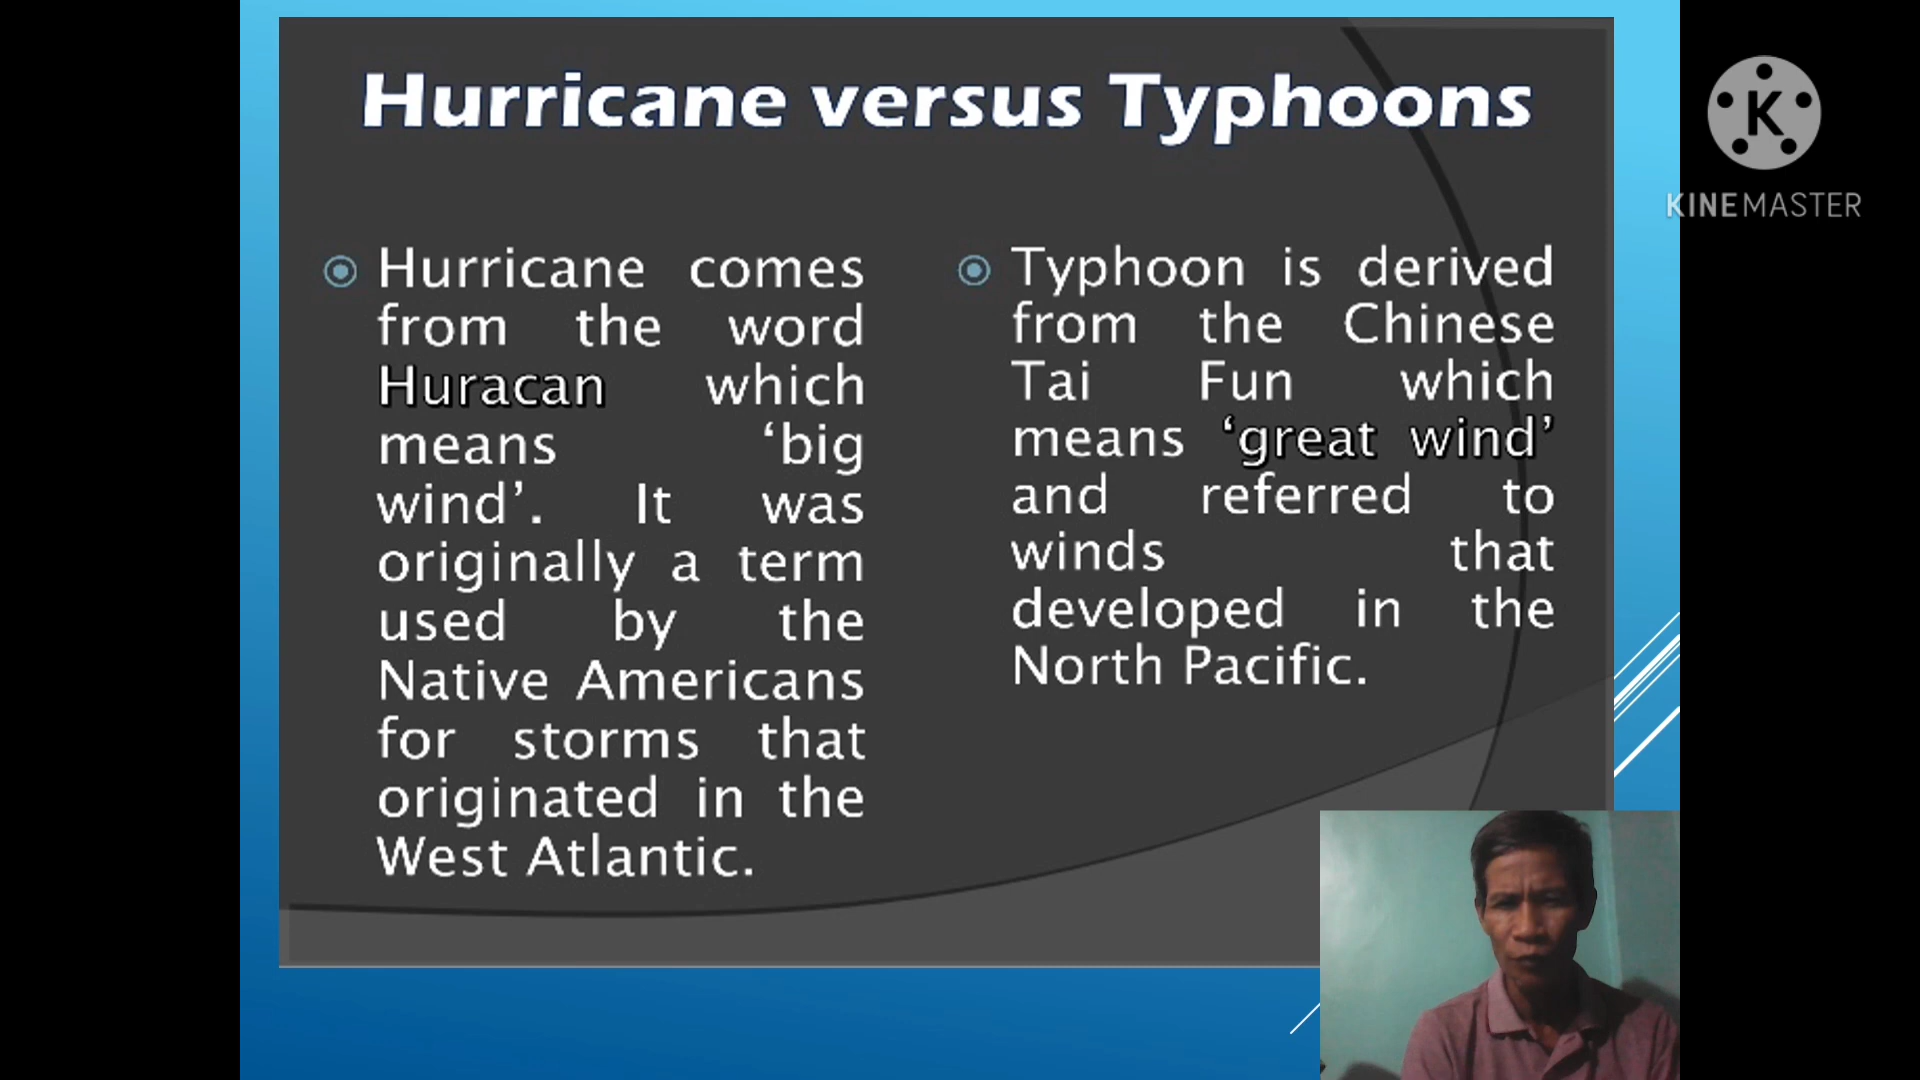 Hurricane versus Typhoons
Hurricane comes
from the word
Huracan which
means ‘big
wind’. It was
originally a term
used by the
Native Americans
for storms that
originated in the
West Atlantic.
Typhoon is derived
from the Chinese
Tai Fun which
means ‘great wind’
and referred to
winds that
developed in the
North Pacific.
K
KINEMASTER